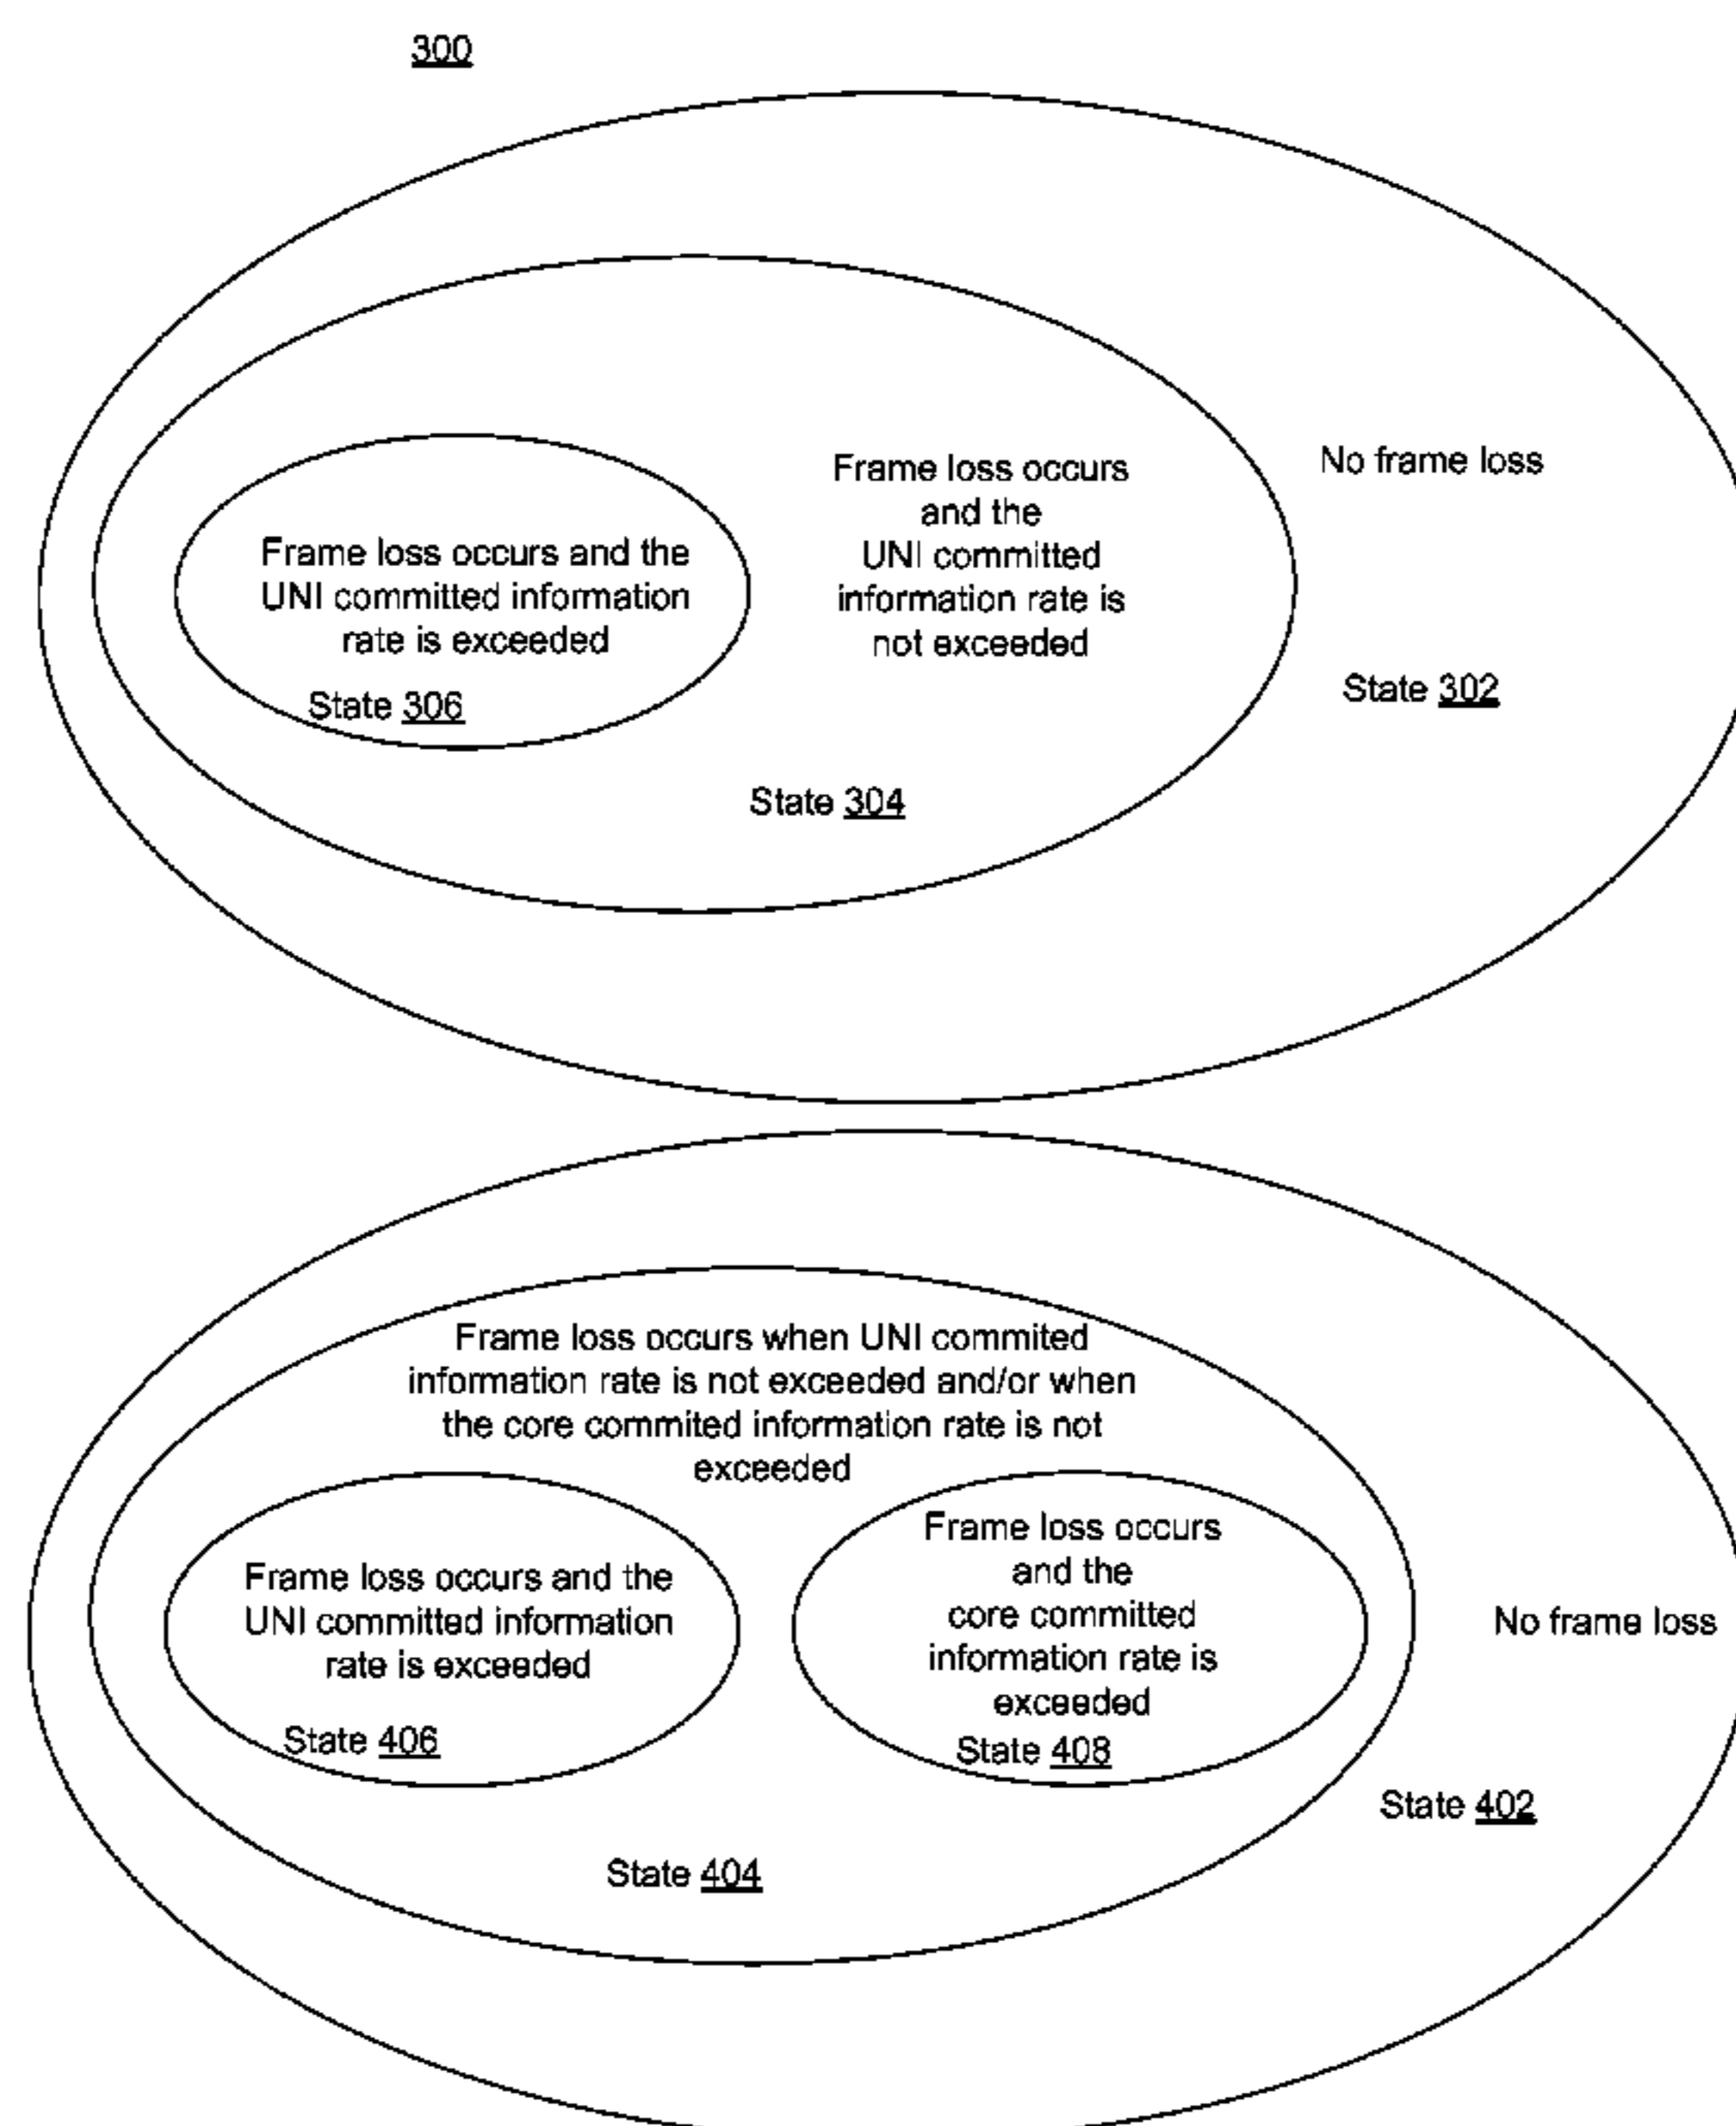 300
Frame loss occurs and the
UNI committed information
rate is exceeded
State 306
Frame loss occurs
and the
UNI committed
information rate is
not exceeded
State 304
No frame loss
State 302
Frame loss occurs when UNI commited
information rate is not exceeded and/or when
the core commited information rate is not
exceeded
Frame loss occurs and the
UNI committed information
rate is exceeded
State 406
Frame loss occurs
and the
core committed
information rate is
exceeded
State 408
State 404
No frame loss
State 402